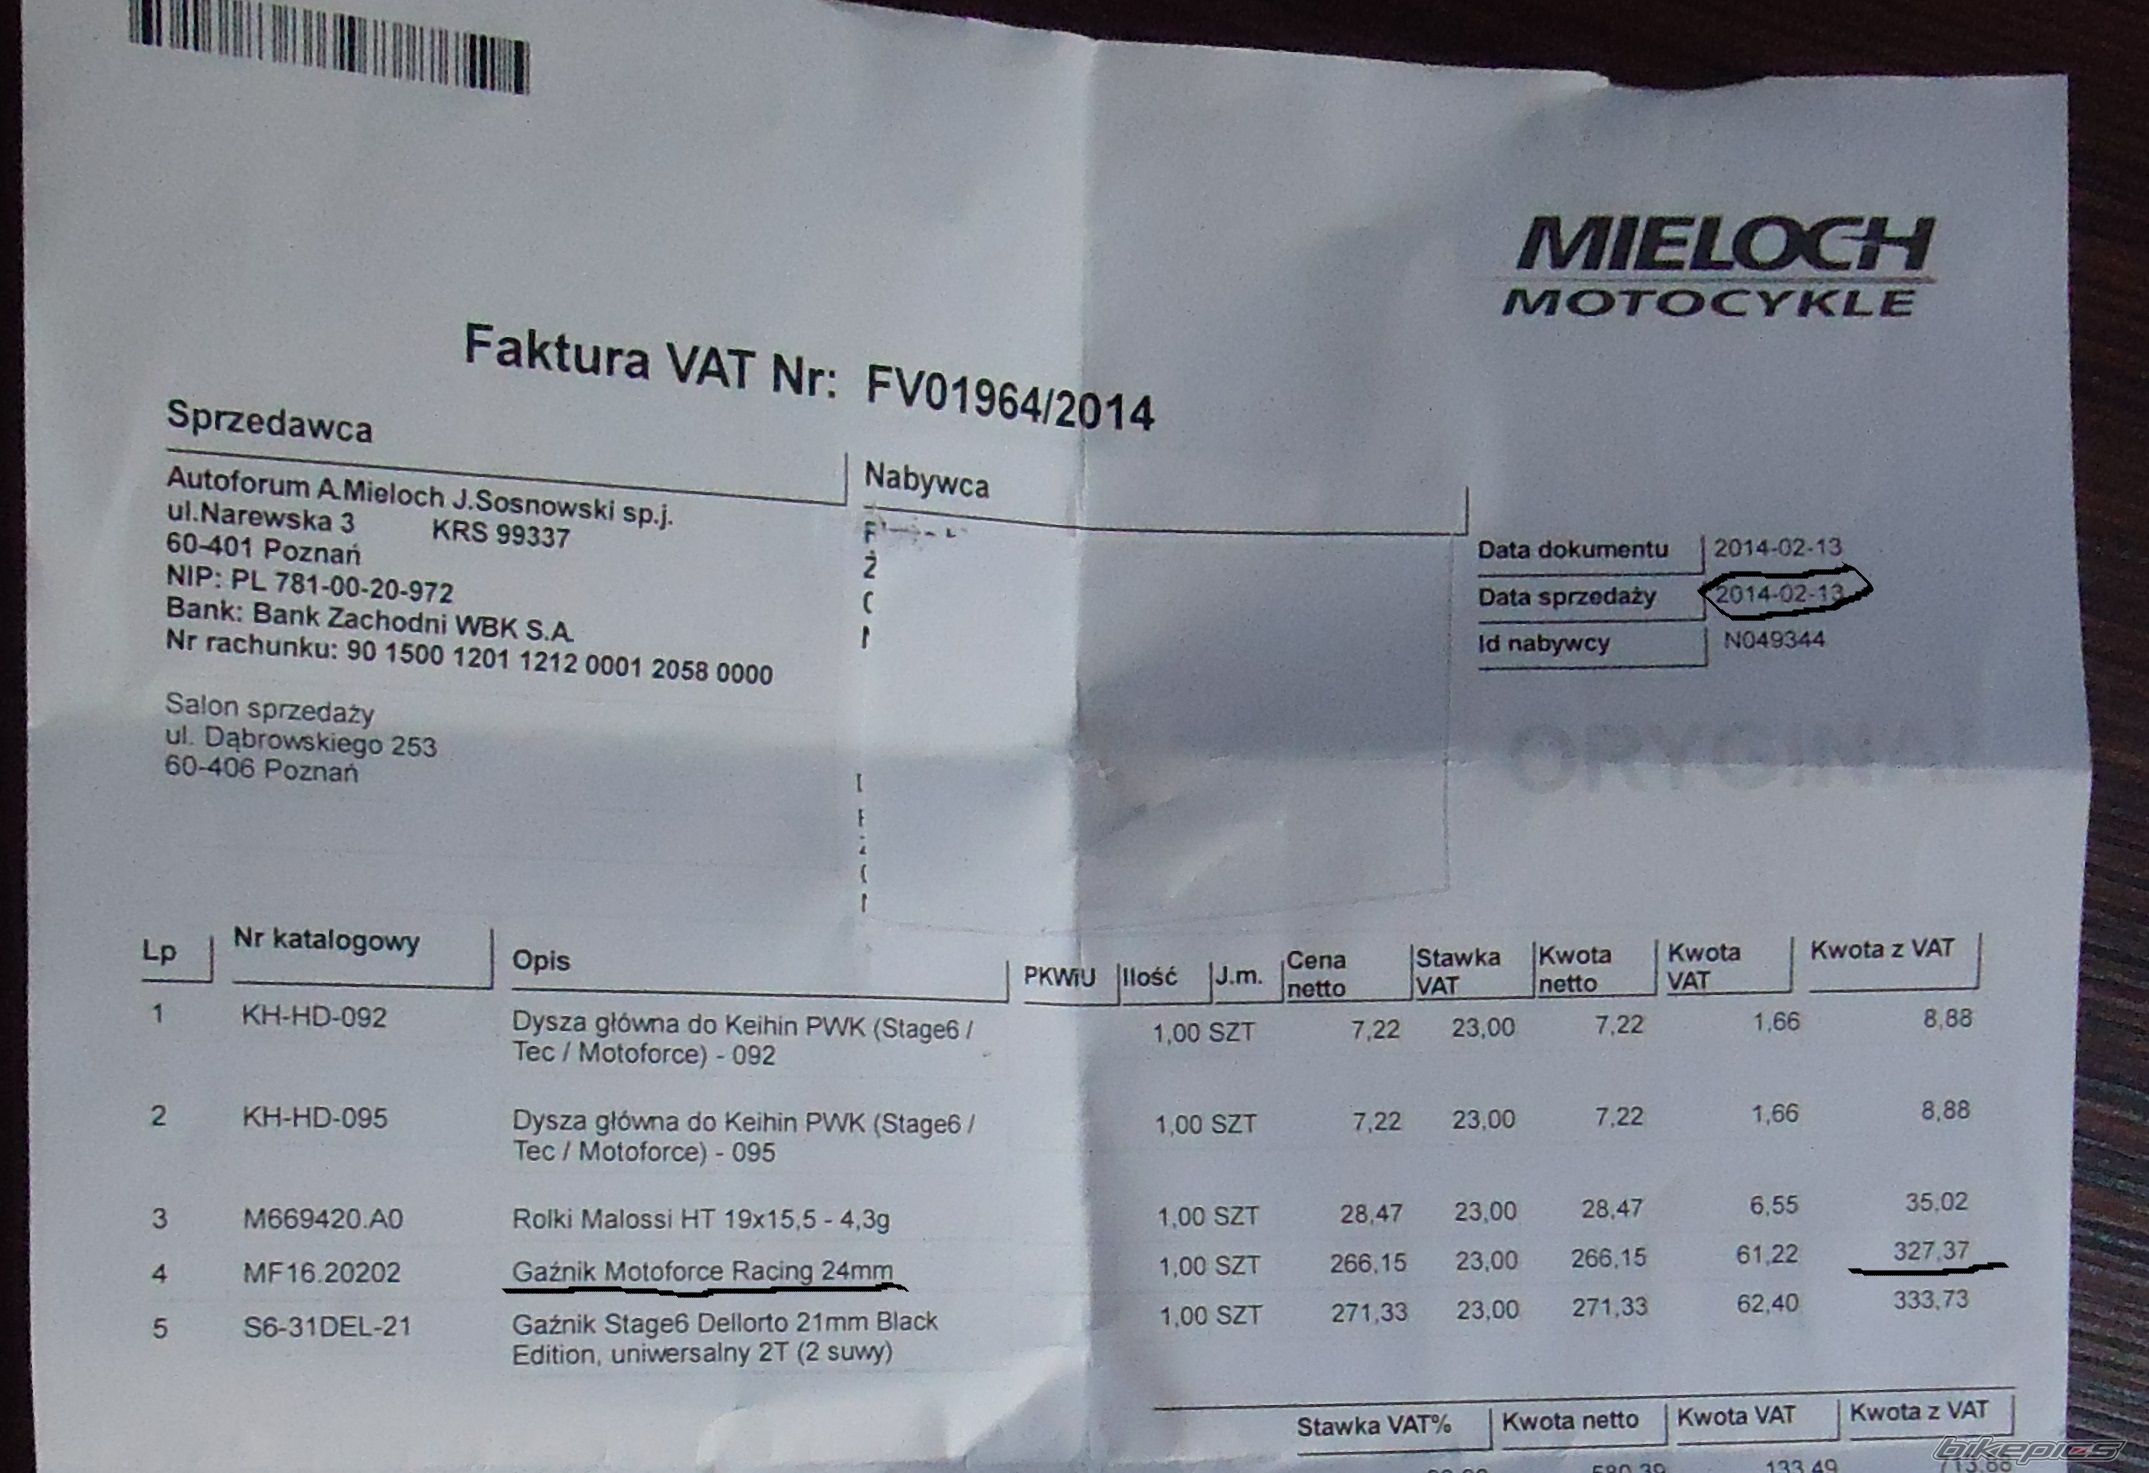 MIELOCH
MOTOCYKLE
Faktura VAT Nr: FV01964/2014
Sprzedawca
Autoforum A.Mieloch J.Sosnowski sp.j.
ul.Narewska 3 KRS 99337
60-401 Poznań
NIP: PL 781-00-20-972
Bank: Bank Zachodni WBK S.A.
Nr rachunku: 90 1500 1201 1212 0001 2058 0000
Salon sprzedaży
ul. Dąbrowskiego 253
60-406 Poznań
Nabywca
Data dokumentu 2014-02-13
Data sprzedaży 2014-02-13
Id nabywcy N049344
ORYGINAŁ
Lp Nr katalogowy Opis PKWiU Ilość J.m. Cena netto Stawka VAT Kwota netto Kwota VAT Kwota z VAT
1 KH-HD-092 Dysza główna do Keihin PWK (Stage6 / 1,00 SZT 7,22 23,00 7,22 1,66 8,88
Tec / Motoforce) - 092
2 KH-HD-095 Dysza główna do Keihin PWK (Stage6 / 1,00 SZT 7,22 23,00 7,22 1,66 8,88
Tec / Motoforce) - 095
3 M669420.A0 Rolki Malossi HT 19x15,5 - 4,3g 1,00 SZT 28,47 23,00 28,47 6,55 35,02
4 MF16.20202 Gaźnik Motoforce Racing 24mm 1,00 SZT 266,15 23,00 266,15 61,22 327,37
5 S6-31DEL-21 Gaźnik Stage6 Dellorto 21mm Black 1,00 SZT 271,33 23,00 271,33 62,40 333,73
Edition, uniwersalny 2T (2 suwy)
Stawka VAT% Kwota netto Kwota VAT Kwota z VAT
580,39 133,49 713,88
bikepics